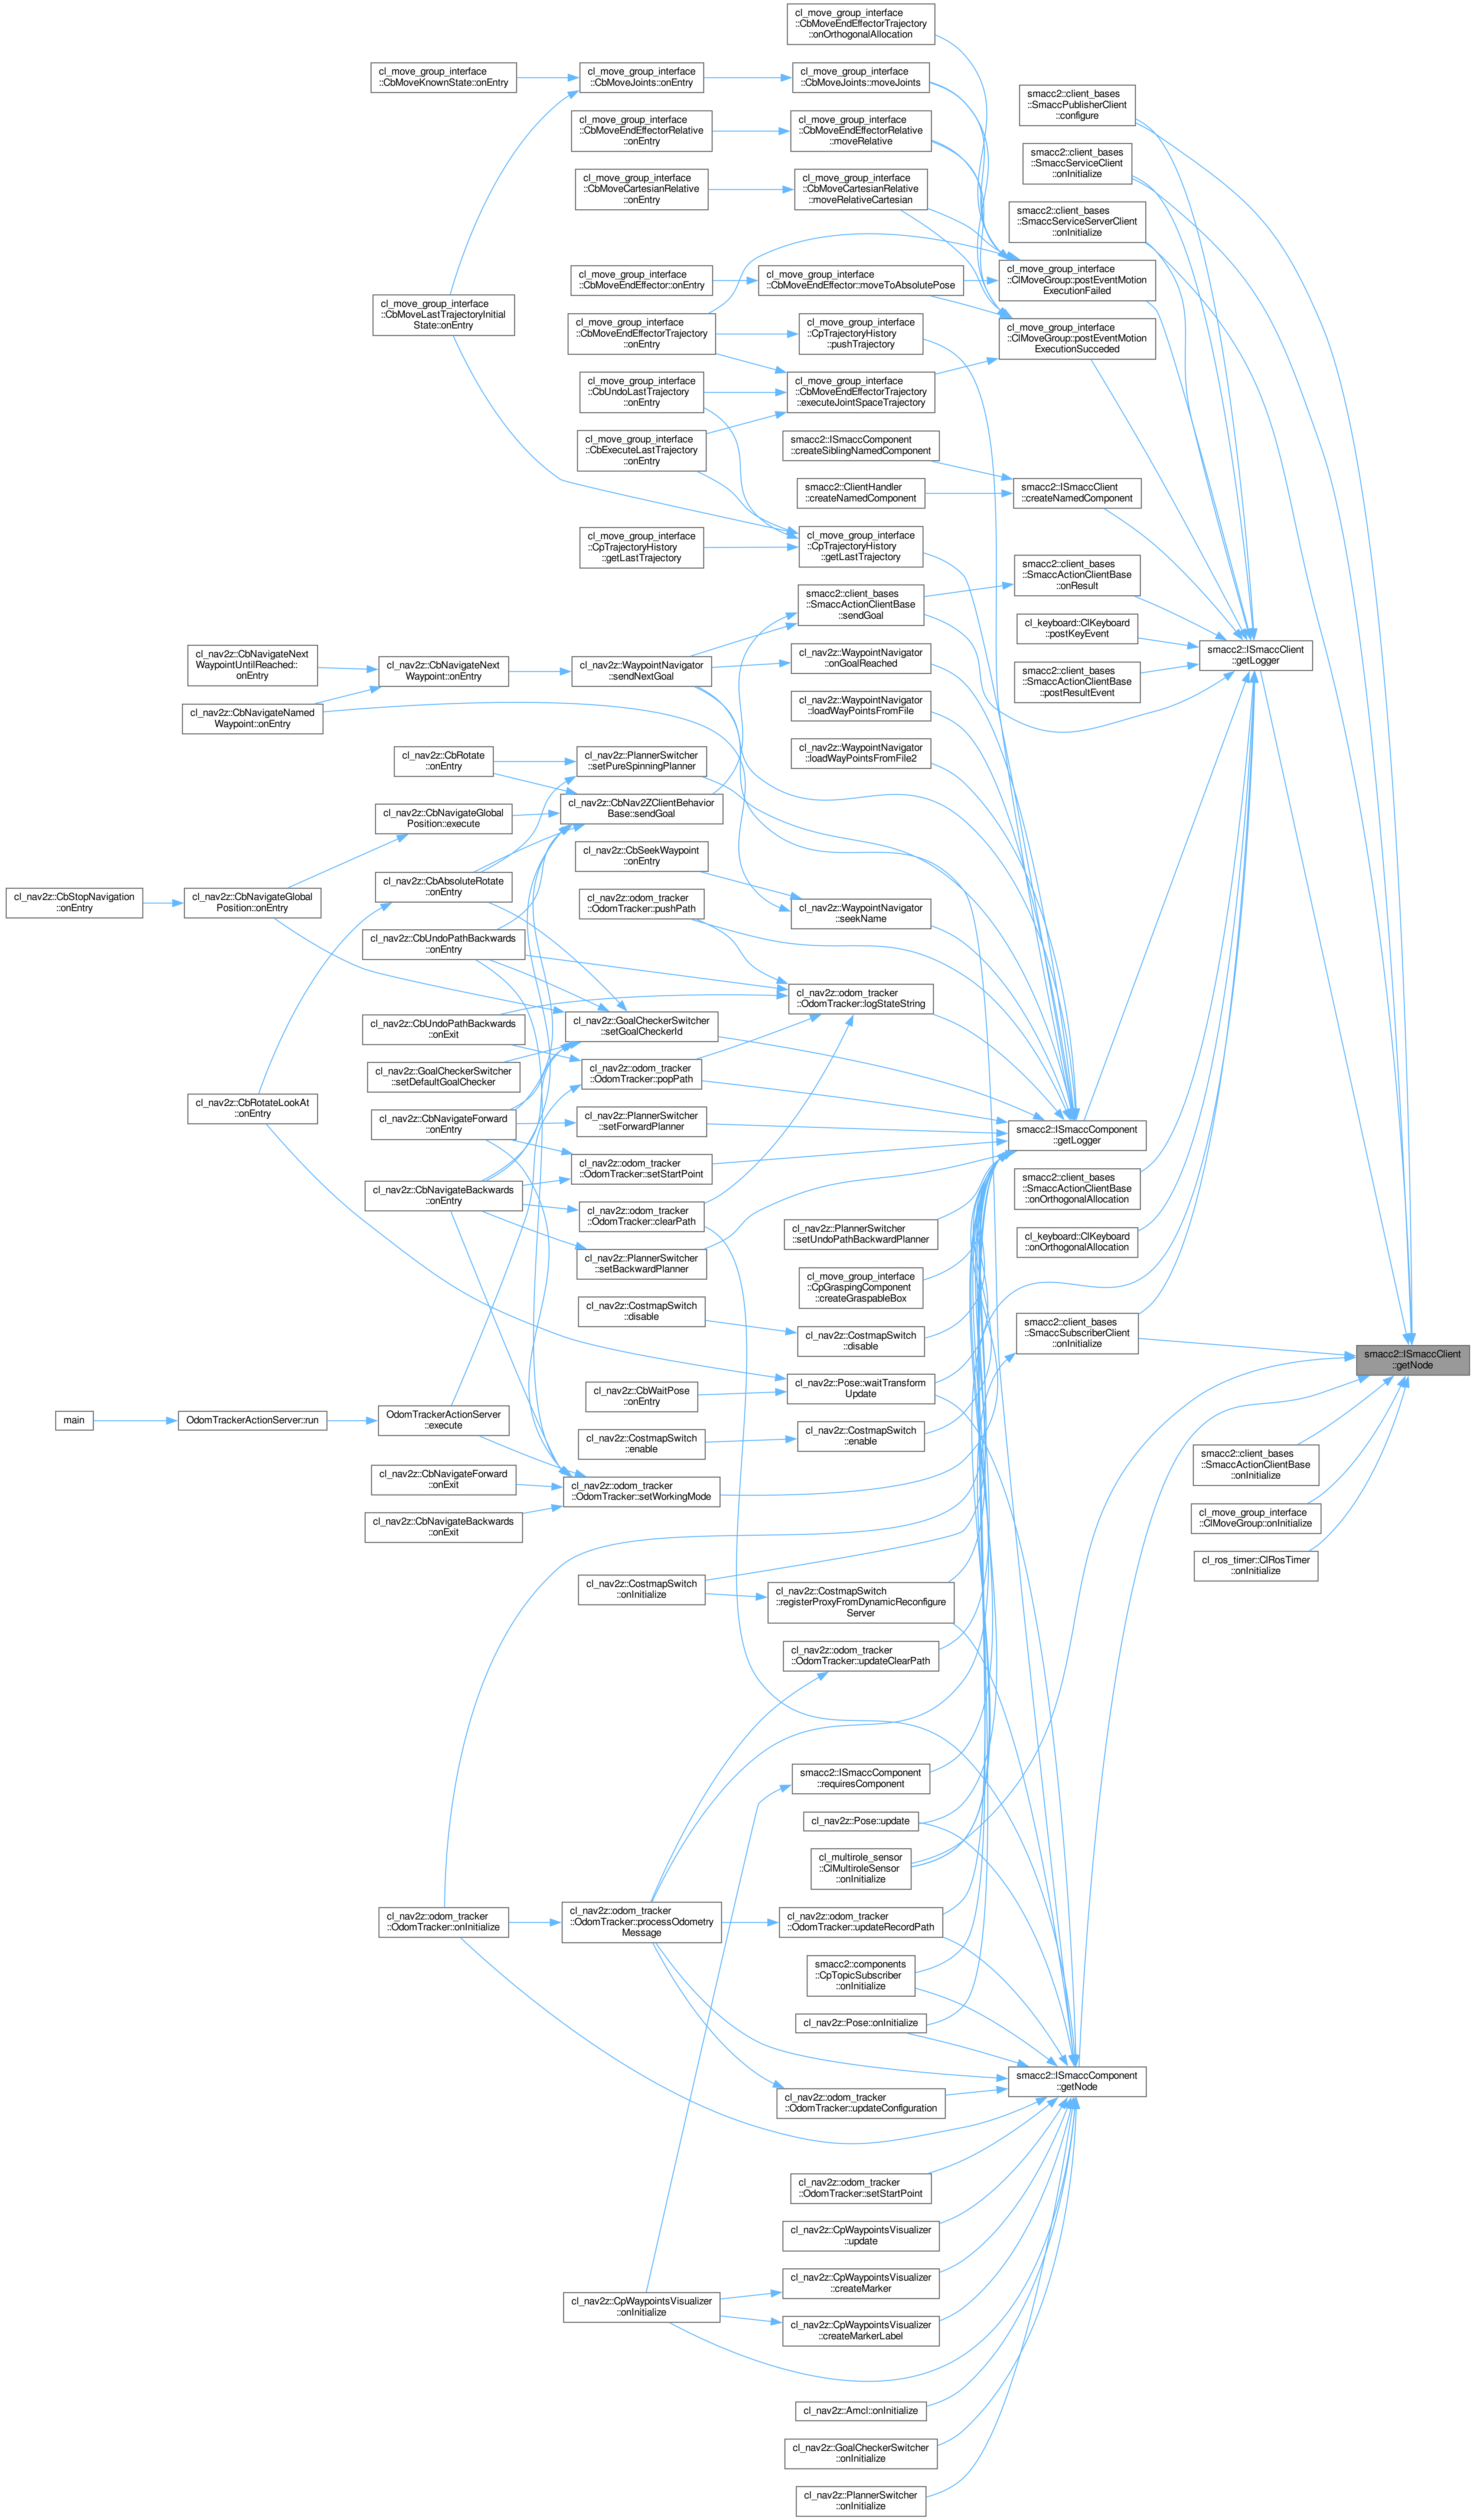 cl_move_group_interface
::CbMoveEndEffectorTrajectory
::onOrthogonalAllocation
cl_move_group_interface
::CbMoveKnownState::onEntry
cl_move_group_interface
::CbMoveJoints::onEntry
cl_move_group_interface
::CbMoveJoints::moveJoints
smacc2::client_bases
::SmaccPublisherClient
::configure
cl_move_group_interface
::CbMoveEndEffectorRelative
::onEntry
cl_move_group_interface
::CbMoveEndEffectorRelative
::moveRelative
smacc2::client_bases
::SmaccServiceClient
::onInitialize
cl_move_group_interface
::CbMoveCartesianRelative
::onEntry
cl_move_group_interface
::CbMoveCartesianRelative
::moveRelativeCartesian
smacc2::client_bases
::SmaccServiceServerClient
::onInitialize
cl_move_group_interface
::CbMoveEndEffector::onEntry
cl_move_group_interface
::CbMoveEndEffector::moveToAbsolutePose
cl_move_group_interface
::ClMoveGroup::postEventMotion
ExecutionFailed
cl_move_group_interface
::CbMoveLastTrajectoryInitial
State::onEntry
cl_move_group_interface
::CbMoveEndEffectorTrajectory
::onEntry
cl_move_group_interface
::CpTrajectoryHistory
::pushTrajectory
cl_move_group_interface
::ClMoveGroup::postEventMotion
ExecutionSucceded
cl_move_group_interface
::CbUndoLastTrajectory
::onEntry
cl_move_group_interface
::CbMoveEndEffectorTrajectory
::executeJointSpaceTrajectory
cl_move_group_interface
::CbExecuteLastTrajectory
::onEntry
smacc2::ISmaccComponent
::createSiblingNamedComponent
smacc2::ClientHandler
::createNamedComponent
smacc2::ISmaccClient
::createNamedComponent
cl_move_group_interface
::CpTrajectoryHistory
::getLastTrajectory
cl_move_group_interface
::CpTrajectoryHistory
::getLastTrajectory
smacc2::client_bases
::SmaccActionClientBase
::onResult
smacc2::client_bases
::SmaccActionClientBase
::sendGoal
cl_keyboard::ClKeyboard
::postKeyEvent
cl_nav2z::CbNavigateNext
WaypointUntilReached::
onEntry
cl_nav2z::CbNavigateNext
Waypoint::onEntry
cl_nav2z::WaypointNavigator
::sendNextGoal
cl_nav2z::WaypointNavigator
::onGoalReached
smacc2::client_bases
::SmaccActionClientBase
::postResultEvent
smacc2::ISmaccClient
::getLogger
cl_nav2z::CbNavigateNamed
Waypoint::onEntry
cl_nav2z::WaypointNavigator
::loadWayPointsFromFile
cl_nav2z::CbRotate
::onEntry
cl_nav2z::PlannerSwitcher
::setPureSpinningPlanner
cl_nav2z::WaypointNavigator
::loadWayPointsFromFile2
cl_nav2z::CbNavigateGlobal
Position::execute
cl_nav2z::CbNav2ZClientBehavior
Base::sendGoal
cl_nav2z::CbSeekWaypoint
::onEntry
cl_nav2z::CbStopNavigation
::onEntry
cl_nav2z::CbNavigateGlobal
Position::onEntry
cl_nav2z::CbAbsoluteRotate
::onEntry
cl_nav2z::odom_tracker
::OdomTracker::pushPath
cl_nav2z::WaypointNavigator
::seekName
cl_nav2z::CbUndoPathBackwards
::onEntry
cl_nav2z::odom_tracker
::OdomTracker::logStateString
cl_nav2z::CbUndoPathBackwards
::onExit
cl_nav2z::GoalCheckerSwitcher
::setGoalCheckerId
cl_nav2z::GoalCheckerSwitcher
::setDefaultGoalChecker
cl_nav2z::odom_tracker
::OdomTracker::popPath
cl_nav2z::CbRotateLookAt
::onEntry
cl_nav2z::CbNavigateForward
::onEntry
cl_nav2z::PlannerSwitcher
::setForwardPlanner
smacc2::ISmaccComponent
::getLogger
cl_nav2z::odom_tracker
::OdomTracker::setStartPoint
cl_nav2z::CbNavigateBackwards
::onEntry
smacc2::client_bases
::SmaccActionClientBase
::onOrthogonalAllocation
cl_nav2z::odom_tracker
::OdomTracker::clearPath
cl_nav2z::PlannerSwitcher
::setUndoPathBackwardPlanner
cl_keyboard::ClKeyboard
::onOrthogonalAllocation
cl_nav2z::PlannerSwitcher
::setBackwardPlanner
cl_move_group_interface
::CpGraspingComponent
::createGraspableBox
cl_nav2z::CostmapSwitch
::disable
cl_nav2z::CostmapSwitch
::disable
smacc2::client_bases
::SmaccSubscriberClient
::onInitialize
smacc2::ISmaccClient
::getNode
cl_nav2z::CbWaitPose
::onEntry
cl_nav2z::Pose::waitTransform
Update
main
OdomTrackerActionServer::run
OdomTrackerActionServer
::execute
cl_nav2z::CostmapSwitch
::enable
cl_nav2z::CostmapSwitch
::enable
smacc2::client_bases
::SmaccActionClientBase
::onInitialize
cl_nav2z::CbNavigateForward
::onExit
cl_nav2z::odom_tracker
::OdomTracker::setWorkingMode
cl_move_group_interface
::ClMoveGroup::onInitialize
cl_nav2z::CbNavigateBackwards
::onExit
cl_ros_timer::ClRosTimer
::onInitialize
cl_nav2z::CostmapSwitch
::onInitialize
cl_nav2z::CostmapSwitch
::registerProxyFromDynamicReconfigure
Server
cl_nav2z::odom_tracker
::OdomTracker::updateClearPath
smacc2::ISmaccComponent
::requiresComponent
cl_nav2z::Pose::update
cl_multirole_sensor
::ClMultiroleSensor
::onInitialize
cl_nav2z::odom_tracker
::OdomTracker::onInitialize
cl_nav2z::odom_tracker
::OdomTracker::processOdometry
Message
cl_nav2z::odom_tracker
::OdomTracker::updateRecordPath
smacc2::components
::CpTopicSubscriber
::onInitialize
cl_nav2z::Pose::onInitialize
smacc2::ISmaccComponent
::getNode
cl_nav2z::odom_tracker
::OdomTracker::updateConfiguration
cl_nav2z::odom_tracker
::OdomTracker::setStartPoint
cl_nav2z::CpWaypointsVisualizer
::update
cl_nav2z::CpWaypointsVisualizer
::createMarker
cl_nav2z::CpWaypointsVisualizer
::onInitialize
cl_nav2z::CpWaypointsVisualizer
::createMarkerLabel
cl_nav2z::Amcl::onInitialize
cl_nav2z::GoalCheckerSwitcher
::onInitialize
cl_nav2z::PlannerSwitcher
::onInitialize